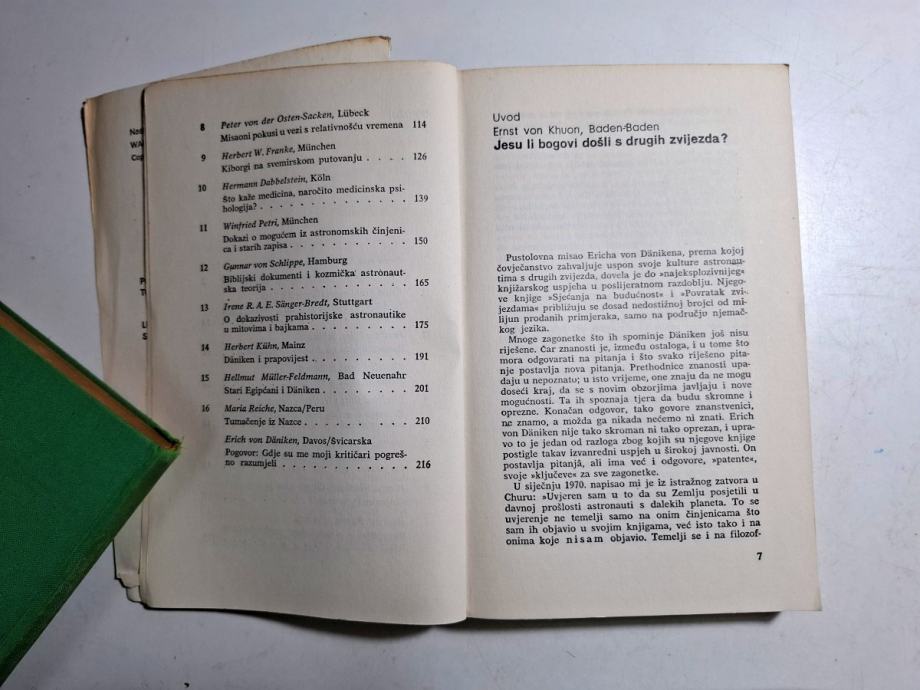 Nas
WA
Cop
P
T
L
S
8 Peter von der Osten-Sacken, Lübeck
Misaoni pokusi u vezi s relativnošću vremena 114
9 Herbert W. Franke, München
Kiborgi na svemirskom putovanju . . . . 126
10 Hermann Dabbelstein, Köln
Što kaže medicina, naročito medicinska psi-
hologija? . . . . . . . . . . . . . 139
11 Winfried Petri, München
Dokazi o mogućem iz astronomskih činjeni-
ca i starih zapisa . . . . . . . . . . 150
12 Gunnar von Schlippe, Hamburg
Biblijski dokumenti i kozmička astronaut-
ska teorija . . . . . . . . . . . . 165
13 Irene R. A. E. Sänger-Bredt, Stuttgart
O dokazivosti prahistorijske astronautike
u mitovima i bajkama . . . . . . . . 175
14 Herbert Kühn, Mainz
Däniken i prapovijest . . . . . . . . 191
15 Hellmut Müller-Feldmann, Bad Neuenahr
Stari Egipćani i Däniken . . . . . . . 201
16 Maria Reiche, Nazca/Peru
Tumačenje iz Nazce . . . . . . . . . 210
Erich von Däniken, Davos/Švicarska
Pogovor: Gdje su me moji kritičari pogreš-
no razumjeli . . . . . . . . . . . 216
Uvod
Ernst von Khuon, Baden-Baden
Jesu li bogovi došli s drugih zvijezda?
Pustolovna misao Ericha von Dänikena, prema kojoj
čovječanstvo zahvaljuje uspon svoje kulture astronau-
tima s drugih zvijezda, dovela je do »najeksplozivnijeg«
knjižarskog uspjeha u poslijeratnom razdoblju. Njego-
ve knjige »Sjećanja na budućnost« i »Povratak zvi-
jezdama« približuju se dosad nedostižnoj brojci od mi-
lijun prodanih primjeraka, samo na području njemač-
kog jezika.
Mnoge zagonetke što ih spominje Däniken još nisu
riješene. Čar znanosti je, između ostaloga, i u tome što
mora odgovarati na pitanja i što svako riješeno pita-
nje postavlja nova pitanja. Prethodnice znanosti upa-
daju u nepoznato; u isto vrijeme, one znaju da ne mogu
doseći kraj, da se s novim obzorjima javljaju i nove
mogućnosti. Ta ih spoznaja tjera da budu skromne i
oprezne. Konačan odgovor, tako govore znanstvenici,
ne znamo, a možda ga nikada nećemo ni znati. Erich
von Däniken nije tako skroman ni tako oprezan, i upra-
vo to je jedan od razloga zbog kojih su njegove knjige
postigle takav izvanredni uspjeh u širokoj javnosti. On
postavlja pitanjâ, ali ima već i odgovore, »patente«,
svoje »ključeve« za sve zagonetke.
U siječnju 1970. napisao mi je iz istražnog zatvora u
Churu: »Uvjeren sam u to da su Zemlju posjetili u
davnoj prošlosti astronauti s dalekih planeta. To se
uvjerenje ne temelji samo na onim činjenicama što
sam ih objavio u svojim knjigama, već isto tako i na
onima koje nisam objavio. Temelji se i na filozof-
7